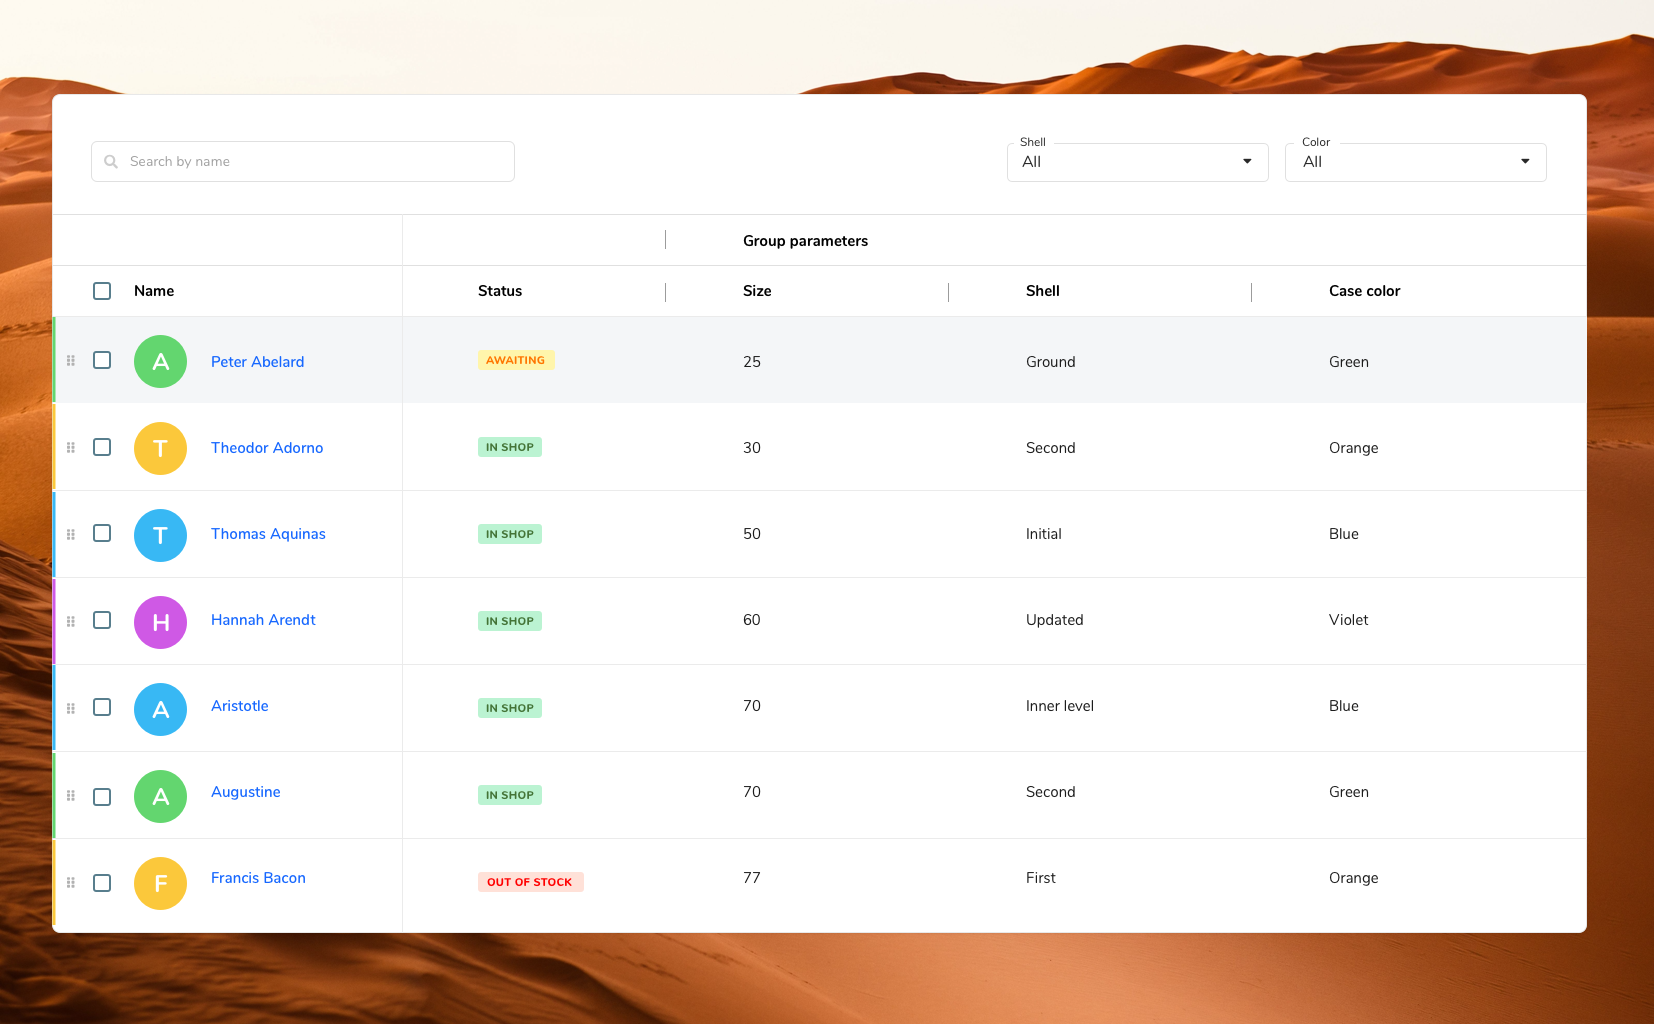 Search by name
Shell
All
Color
All
Group parameters
Name Status Size Shell Case color
A Peter Abelard AWAITING 25 Ground Green
T Theodor Adorno IN SHOP 30 Second Orange
T Thomas Aquinas IN SHOP 50 Initial Blue
H Hannah Arendt IN SHOP 60 Updated Violet
A Aristotle IN SHOP 70 Inner level Blue
A Augustine IN SHOP 70 Second Green
F Francis Bacon OUT OF STOCK 77 First Orange